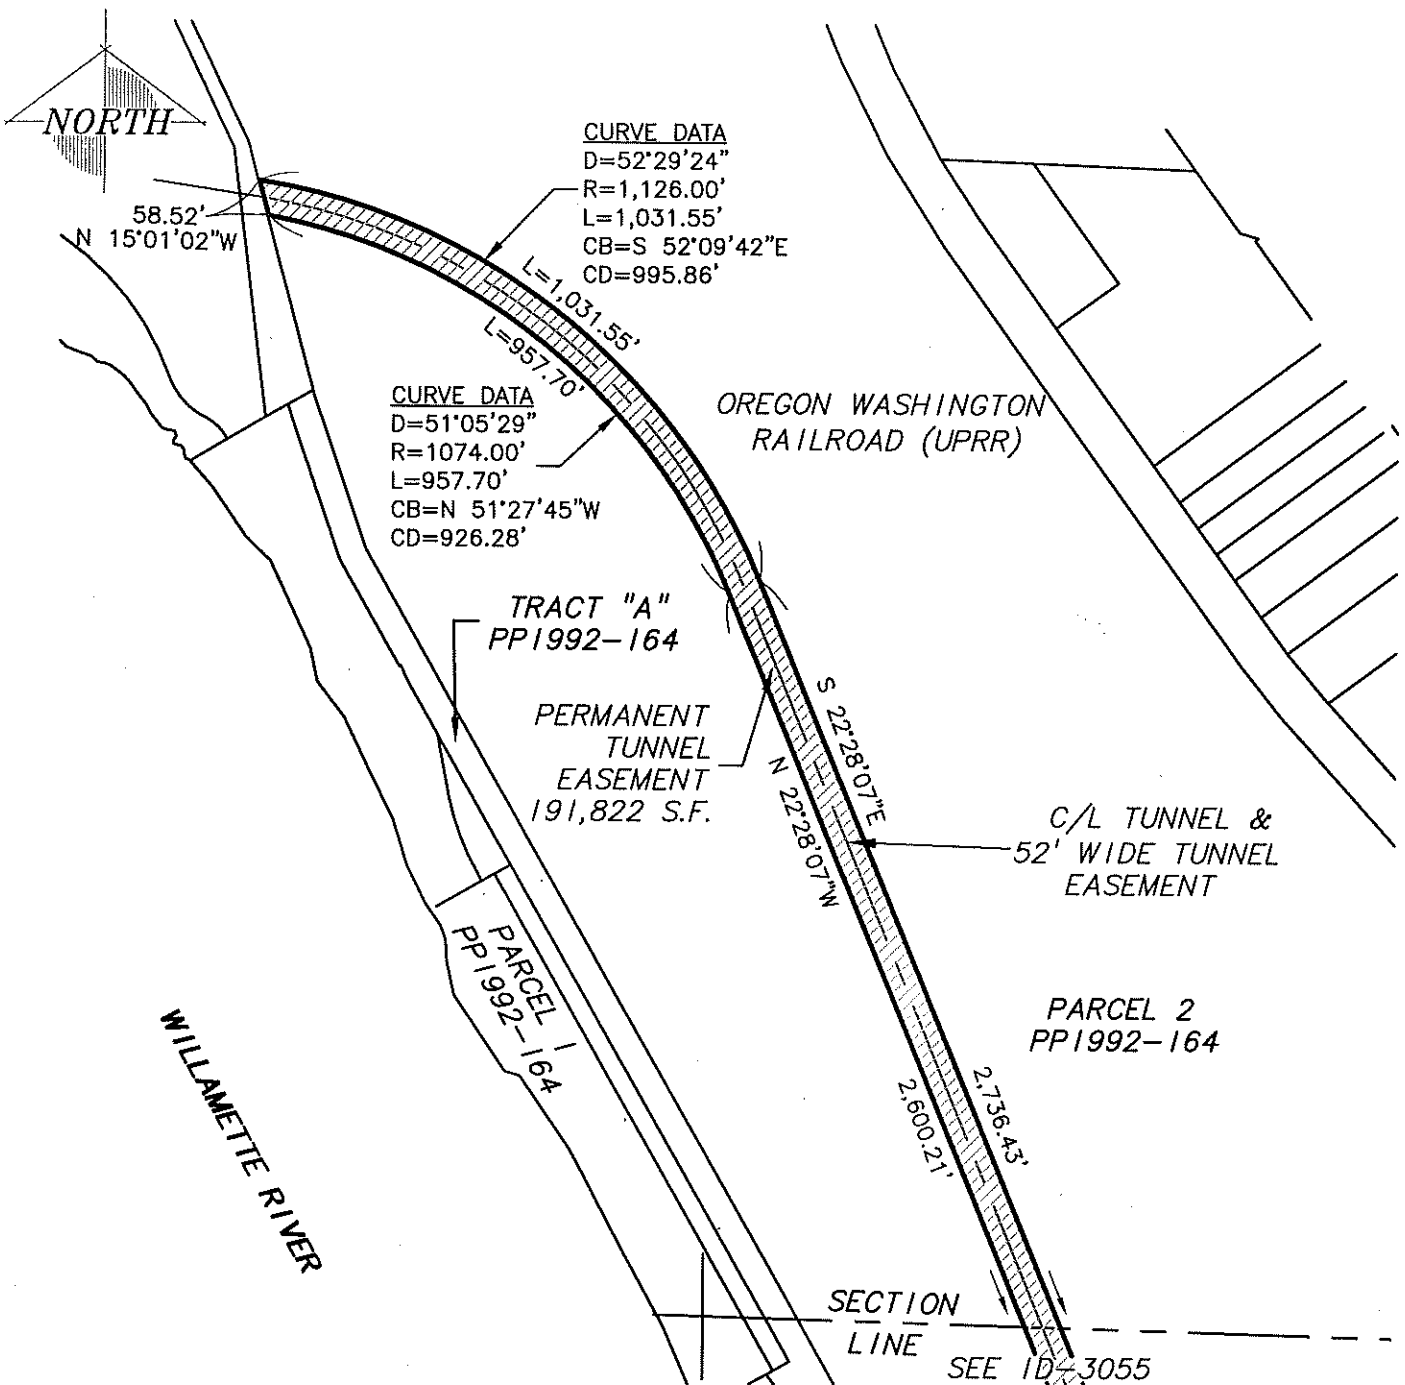 NORTH
58.52'
N 15°01'02"W
CURVE DATA
D=52°29'24"
R=1,126.00'
L=1,031.55'
CB=S 52°09'42"E
CD=995.86'
L=1,031.55'
L=957.70'
CURVE DATA
D=51°05'29"
R=1074.00'
L=957.70'
CB=N 51°27'45"W
CD=926.28'
OREGON WASHINGTON
RAILROAD (UPRR)
TRACT "A"
PP1992-164
PERMANENT
TUNNEL
EASEMENT
191,822 S.F.
S 22°28'07"E
N 22°28'07"W
C/L TUNNEL &
52' WIDE TUNNEL
EASEMENT
PARCEL 1
PP1992-164
PARCEL 2
PP1992-164
WILLAMETTE RIVER
2,736.43'
2,600.21'
SECTION
LINE
SEE ID-3055